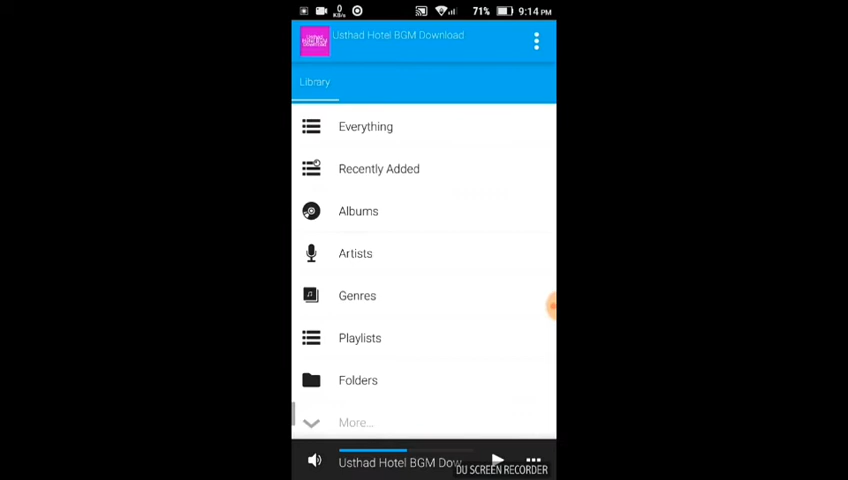 0
KB/s
71%
9:14 PM
Usthad Hotel BGM Download
Library
Everything
Recently Added
Albums
Artists
Genres
Playlists
Folders
More...
Usthad Hotel BGM Dow
DU SCREEN RECORDER